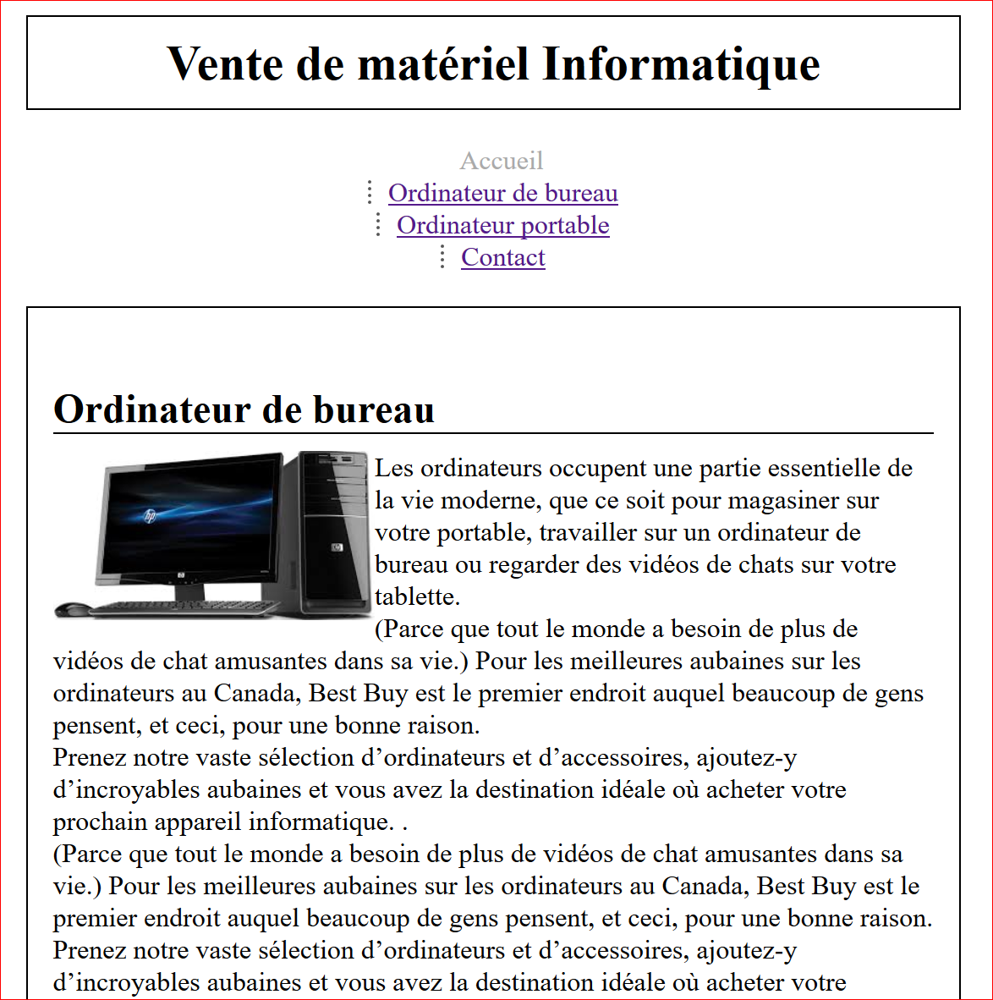 Vente de matériel Informatique
Accueil
Ordinateur de bureau
Ordinateur portable
Contact
Ordinateur de bureau
hp
Les ordinateurs occupent une partie essentielle de
la vie moderne, que ce soit pour magasiner sur
votre portable, travailler sur un ordinateur de
bureau ou regarder des vidéos de chats sur votre
tablette.
(Parce que tout le monde a besoin de plus de
vidéos de chat amusantes dans sa vie.) Pour les meilleures aubaines sur les
ordinateurs au Canada, Best Buy est le premier endroit auquel beaucoup de gens
pensent, et ceci, pour une bonne raison.
Prenez notre vaste sélection d’ordinateurs et d’accessoires, ajoutez-y
d’incroyables aubaines et vous avez la destination idéale où acheter votre
prochain appareil informatique. .
(Parce que tout le monde a besoin de plus de vidéos de chat amusantes dans sa
vie.) Pour les meilleures aubaines sur les ordinateurs au Canada, Best Buy est le
premier endroit auquel beaucoup de gens pensent, et ceci, pour une bonne raison.
Prenez notre vaste sélection d’ordinateurs et d’accessoires, ajoutez-y
d’incroyables aubaines et vous avez la destination idéale où acheter votre